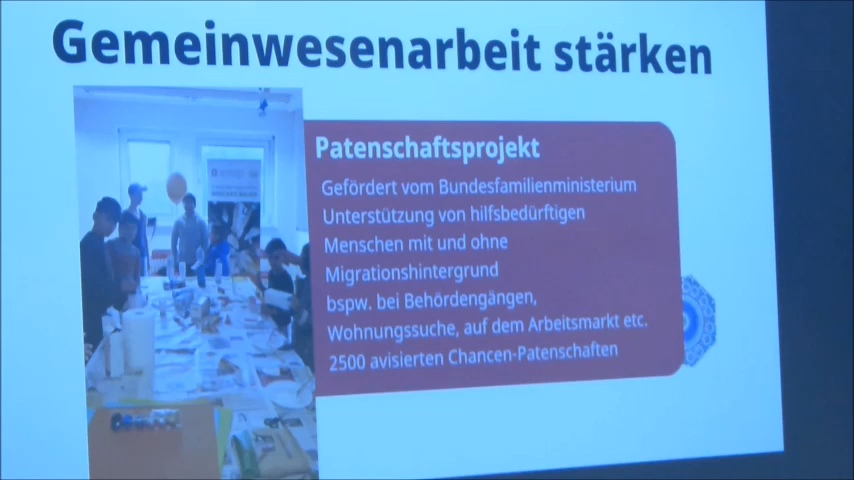 Gemeinwesenarbeit stärken
Patenschaftsprojekt
Gefördert vom Bundesfamilienministerium
Unterstützung von hilfsbedürftigen
Menschen mit und ohne
Migrationshintergrund
bspw. bei Behördengängen,
Wohnungssuche, auf dem Arbeitsmarkt etc.
2500 avisierten Chancen-Patenschaften